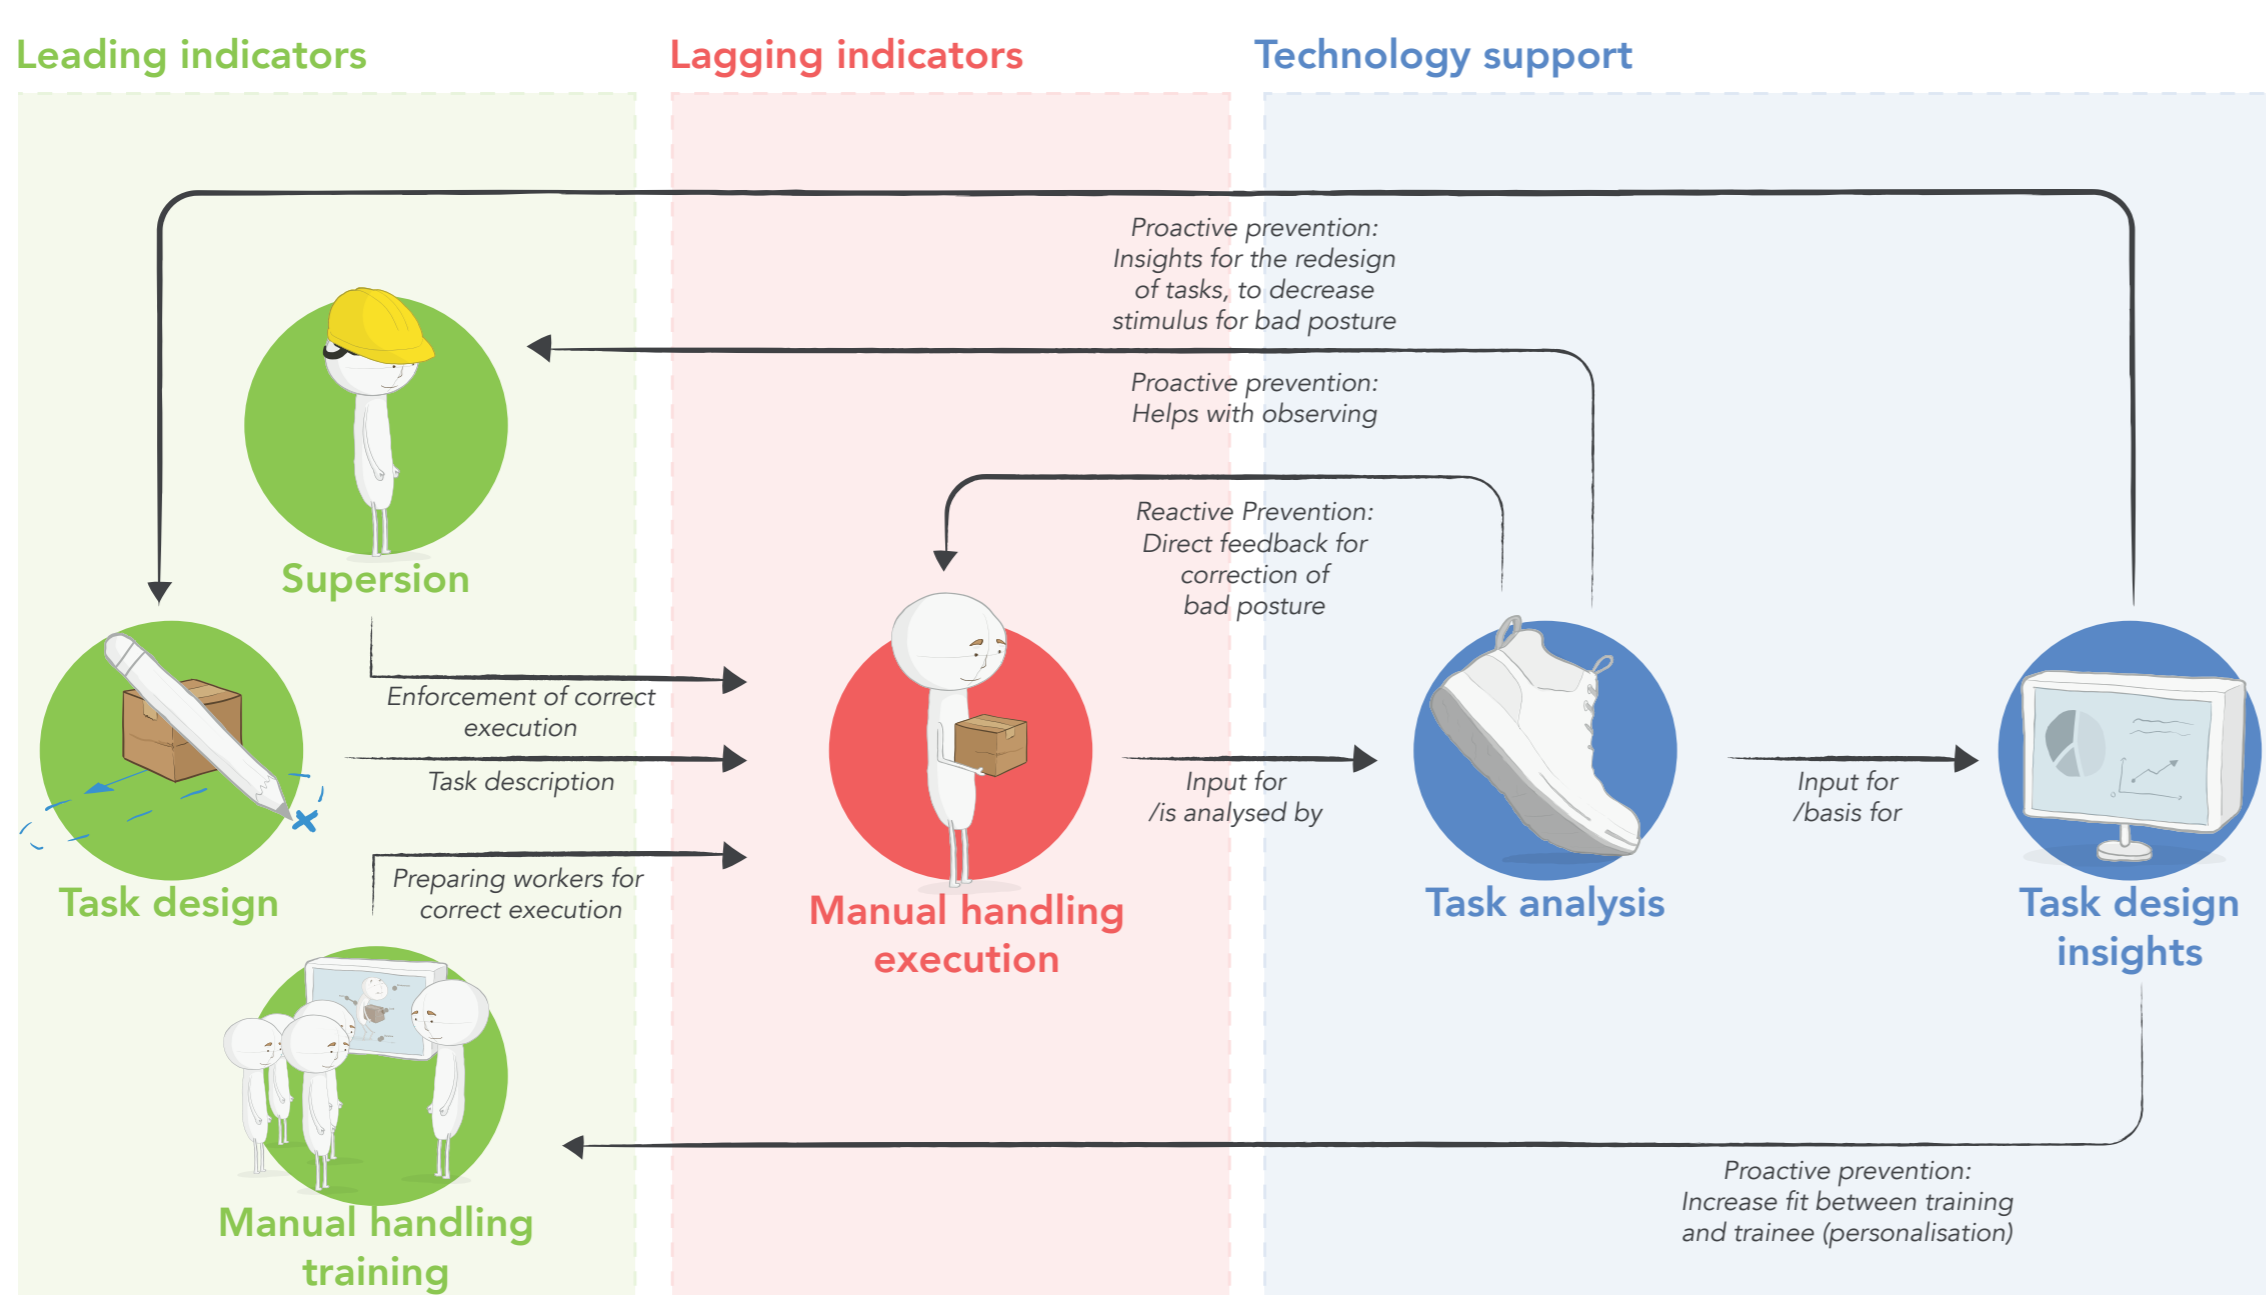 Leading indicators
Lagging indicators
Technology support
Proactive prevention:
Insights for the redesign
of tasks, to decrease
stimulus for bad posture
Proactive prevention:
Helps with observing
Reactive Prevention:
Direct feedback for
correction of
bad posture
Supersion
Enforcement of correct
execution
Task description
Input for
/is analysed by
Input for
/basis for
Preparing workers for
correct execution
Task design
Manual handling
execution
Task analysis
Task design
insights
Proactive prevention:
Increase fit between training
and trainee (personalisation)
Manual handling
training